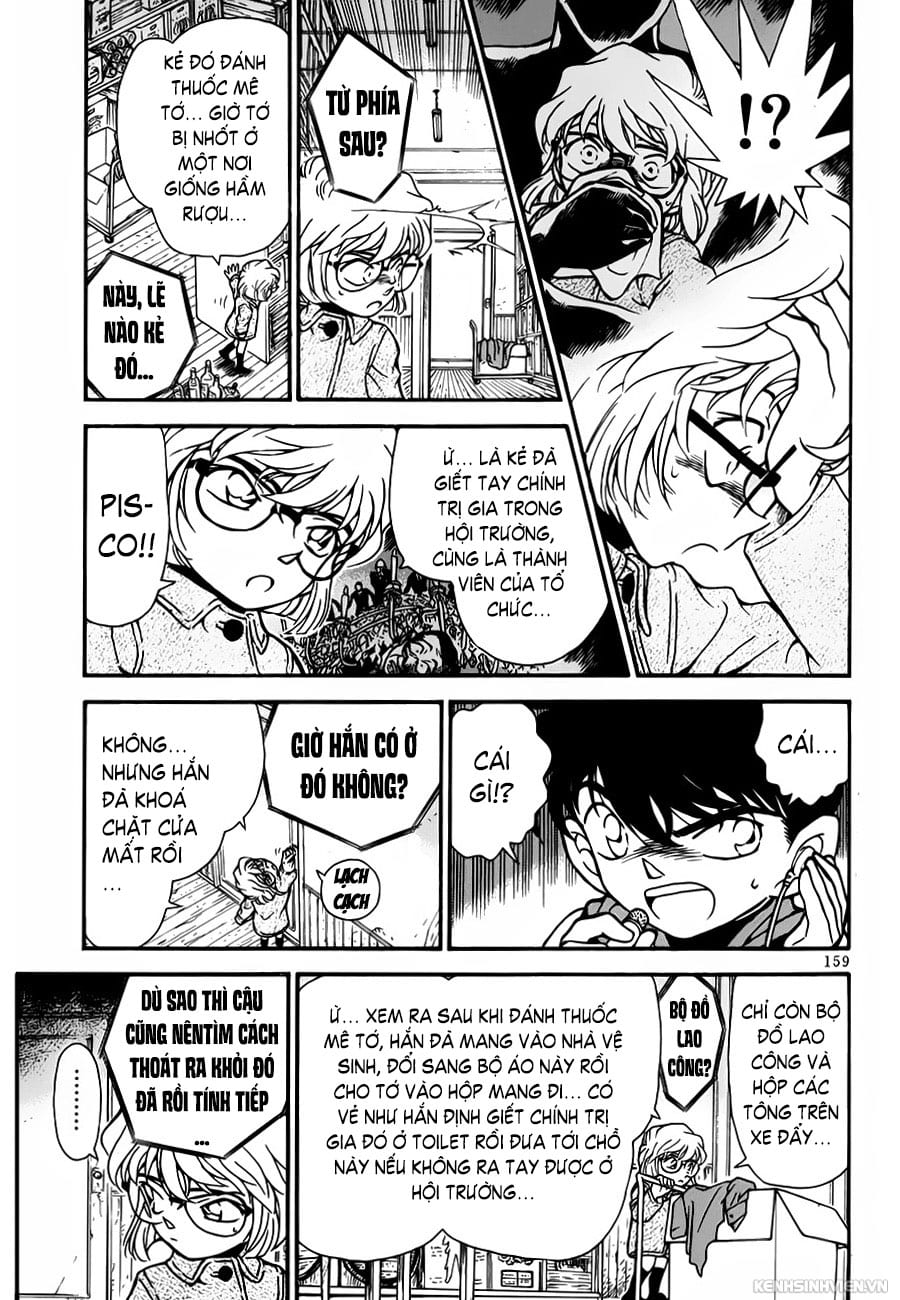 !?
TỪ PHÍA
SAU?
KẺ ĐÓ ĐÁNH
THUỐC MÊ
TỚ... GIỜ TỚ
BỊ NHỐT Ở
MỘT NƠI
GIỐNG HẦM
RƯỢU...
NÀY, LẼ
NÀO KẺ
ĐÓ...
Ừ... LÀ KẺ ĐÃ
GIẾT TAY CHÍNH
TRỊ GIA TRONG
HỘI TRƯỜNG,
CŨNG LÀ THÀNH
VIÊN CỦA TỔ
CHỨC...
PIS-
CO!!
CÁI...
CÁI
GÌ!?
GIỜ HẮN CÓ Ở
ĐÓ KHÔNG?
LẠCH
CẠCH
KHÔNG...
NHƯNG HẮN
ĐÃ KHOÁ
CHẶT CỬA
MẤT RỒI
...
159
CHỈ CÒN BỘ
ĐỒ LAO
CÔNG VÀ
HỘP CÁC
TÔNG TRÊN
XE ĐẨY...
BỘ ĐỒ
LAO
CÔNG?
Ừ... XEM RA SAU KHI ĐÁNH THUỐC
MÊ TỚ, HẮN ĐÃ MANG VÀO NHÀ VỆ
SINH, ĐỔI SANG BỘ ÁO NÀY RỒI
CHO TỚ VÀO HỘP MANG ĐI... CÓ
VẺ NHƯ HẮN ĐỊNH GIẾT CHÍNH TRỊ
GIA ĐÓ Ở TOILET RỒI ĐƯA TỚI CHỖ
NÀY NẾU KHÔNG RA TAY ĐƯỢC Ở
HỘI TRƯỜNG...
DÙ SAO THÌ CẬU
CŨNG NÊNTÌM CÁCH
THOÁT RA KHỎI ĐÓ
ĐÃ RỒI TÍNH TIẾP
...
.........
KENHSINHVIEN.VN